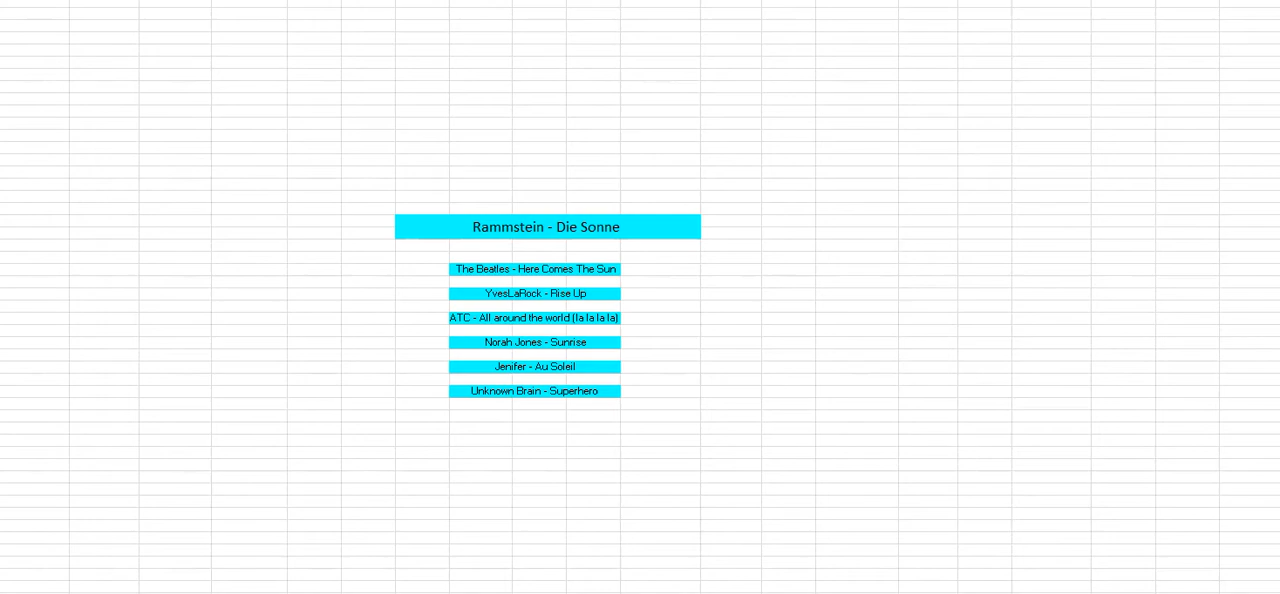 Rammstein - Die Sonne
The Beatles - Here Comes The Sun
YvesLaRock - Rise Up
ATC - All around the world (la la la la)
Norah Jones - Sunrise
Jenifer - Au Soleil
Unknown Brain - Superhero